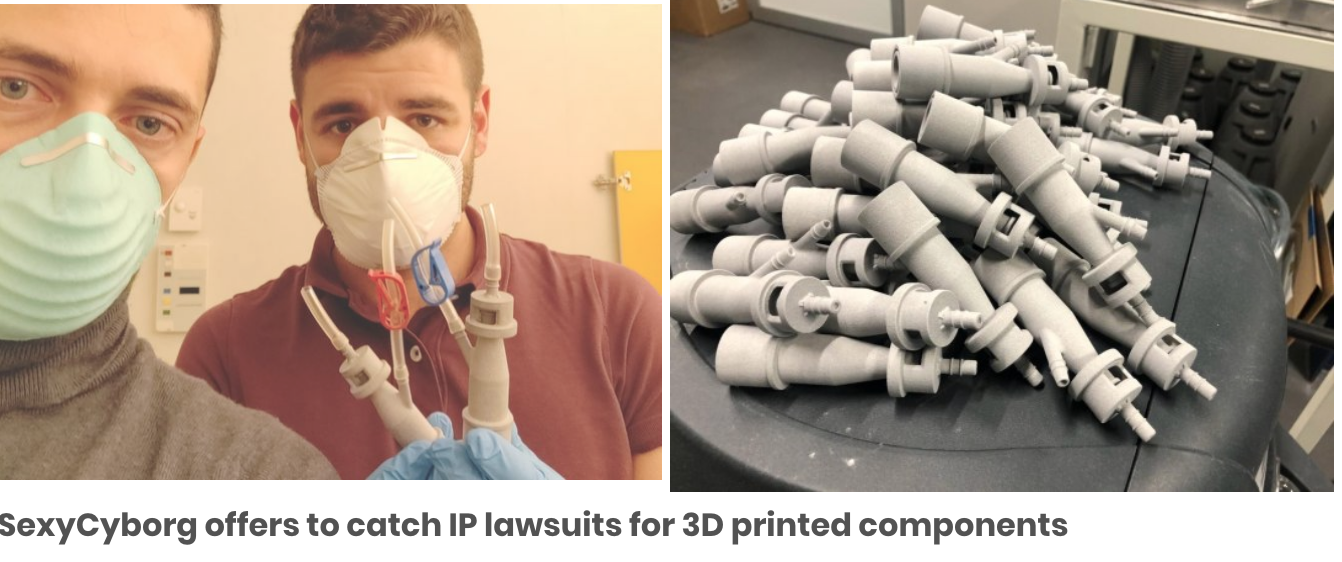 SexyCyborg offers to catch IP lawsuits for 3D printed components